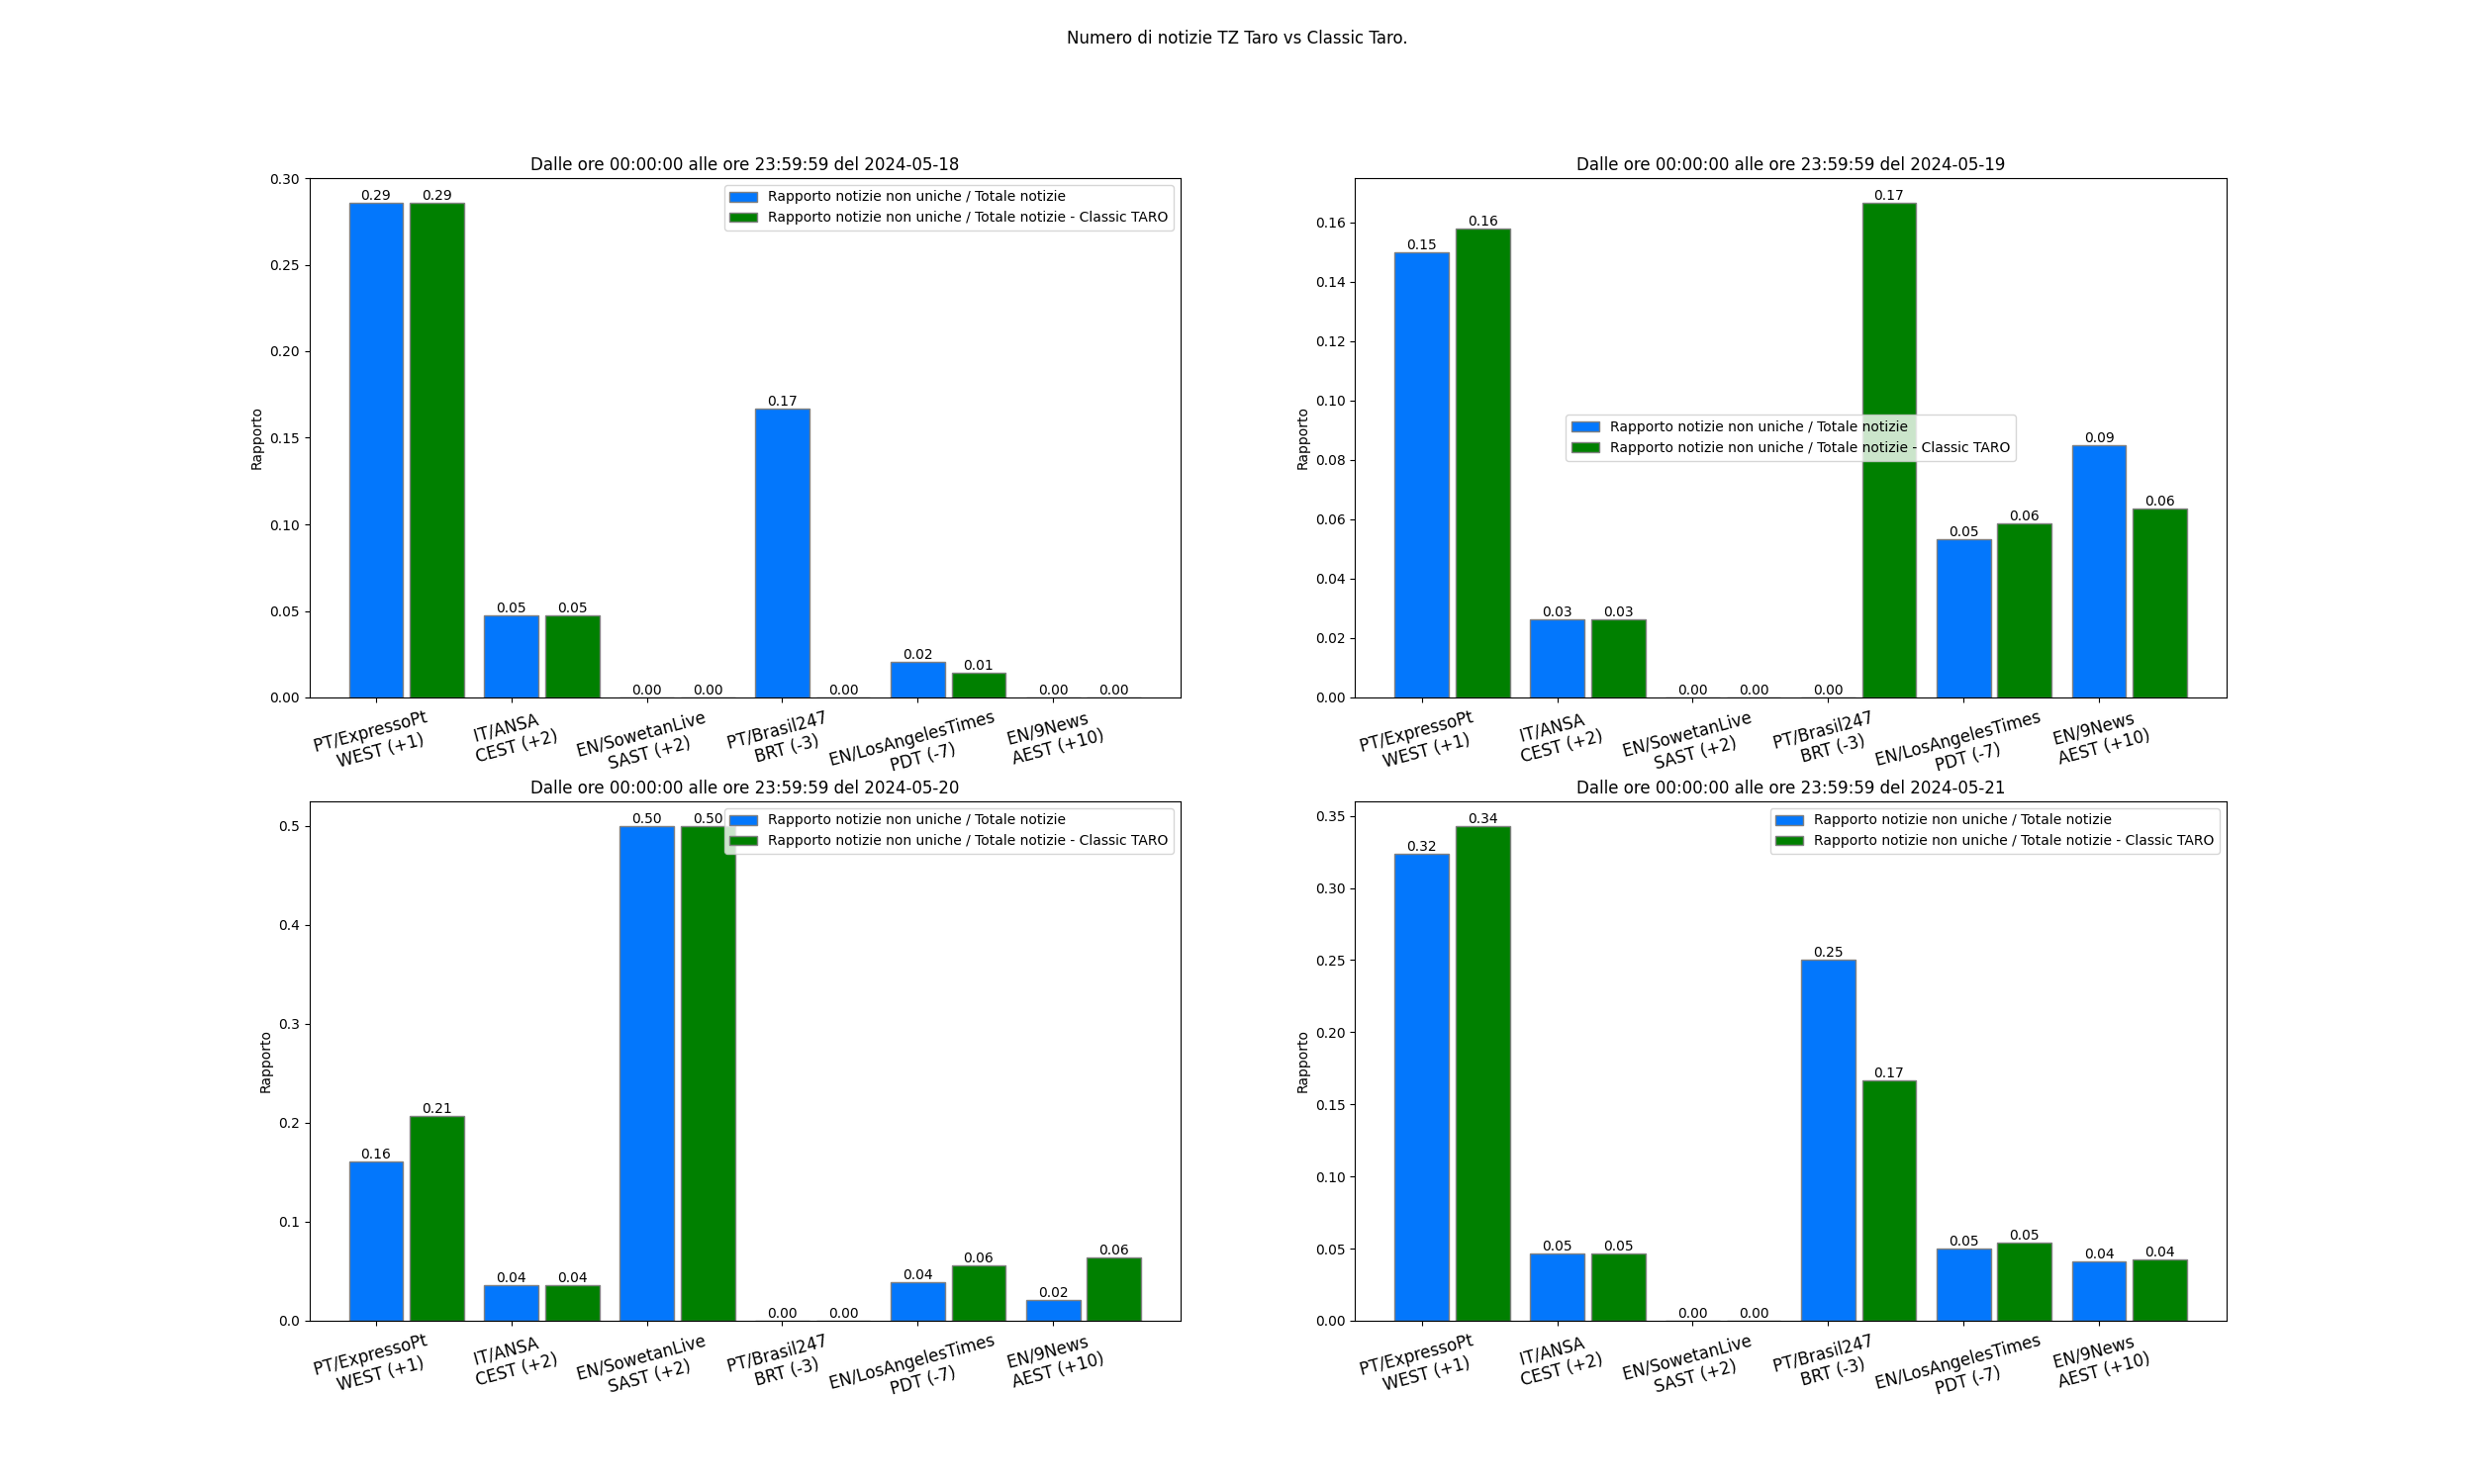 Numero di notizie TZ Taro vs Classic Taro.
Dalle ore 00:00:00 alle ore 23:59:59 del 2024-05-18
Rapporto notizie non uniche / Totale notizie
Rapporto notizie non uniche / Totale notizie - Classic TARO
Rapporto
0.30
0.25
0.20
0.15
0.10
0.05
0.00
0.29
0.29
0.05
0.05
0.00
0.00
0.17
0.00
0.02
0.01
0.00
0.00
PT/ExpressoPt
WEST (+1)
IT/ANSA
CEST (+2)
EN/SowetanLive
SAST (+2)
PT/Brasil247
BRT (-3)
EN/LosAngelesTimes
PDT (-7)
EN/9News
AEST (+10)
Dalle ore 00:00:00 alle ore 23:59:59 del 2024-05-19
Rapporto notizie non uniche / Totale notizie
Rapporto notizie non uniche / Totale notizie - Classic TARO
Rapporto
0.16
0.14
0.12
0.10
0.08
0.06
0.04
0.02
0.00
0.15
0.16
0.03
0.03
0.00
0.00
0.00
0.17
0.05
0.06
0.09
0.06
PT/ExpressoPt
WEST (+1)
IT/ANSA
CEST (+2)
EN/SowetanLive
SAST (+2)
PT/Brasil247
BRT (-3)
EN/LosAngelesTimes
PDT (-7)
EN/9News
AEST (+10)
Dalle ore 00:00:00 alle ore 23:59:59 del 2024-05-20
Rapporto notizie non uniche / Totale notizie
Rapporto notizie non uniche / Totale notizie - Classic TARO
Rapporto
0.5
0.4
0.3
0.2
0.1
0.0
0.16
0.21
0.04
0.04
0.50
0.50
0.00
0.00
0.04
0.06
0.02
0.06
PT/ExpressoPt
WEST (+1)
IT/ANSA
CEST (+2)
EN/SowetanLive
SAST (+2)
PT/Brasil247
BRT (-3)
EN/LosAngelesTimes
PDT (-7)
EN/9News
AEST (+10)
Dalle ore 00:00:00 alle ore 23:59:59 del 2024-05-21
Rapporto notizie non uniche / Totale notizie
Rapporto notizie non uniche / Totale notizie - Classic TARO
Rapporto
0.35
0.30
0.25
0.20
0.15
0.10
0.05
0.00
0.32
0.34
0.05
0.05
0.00
0.00
0.25
0.17
0.05
0.05
0.04
0.04
PT/ExpressoPt
WEST (+1)
IT/ANSA
CEST (+2)
EN/SowetanLive
SAST (+2)
PT/Brasil247
BRT (-3)
EN/LosAngelesTimes
PDT (-7)
EN/9News
AEST (+10)